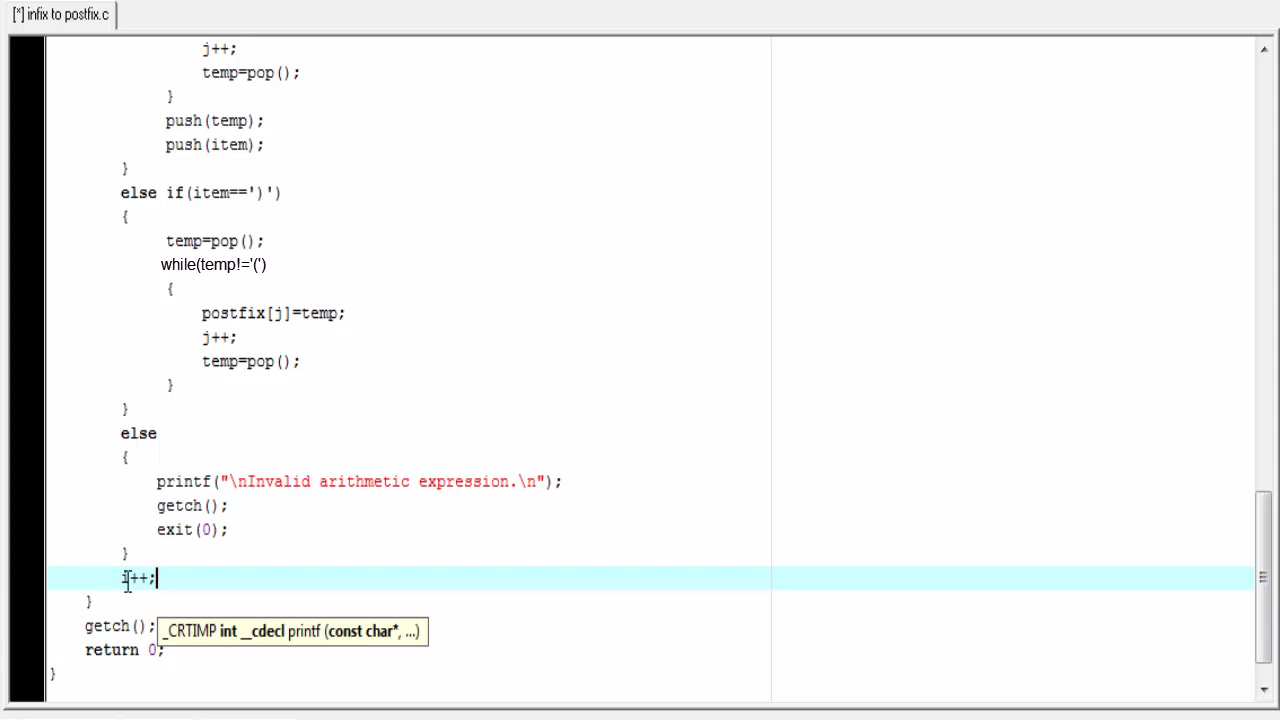 [*] infix to postfix.c
j++;
temp=pop();
}
push(temp);
push(item);
}
else if(item==')')
{
temp=pop();
while(temp!='(')
{
postfix[j]=temp;
j++;
temp=pop();
}
}
else
{
printf("\nInvalid arithmetic expression.\n");
getch();
exit(0);
}
i++;
}
getch();
_CRTIMP int __cdecl printf (const char*, ...)
return 0;
}